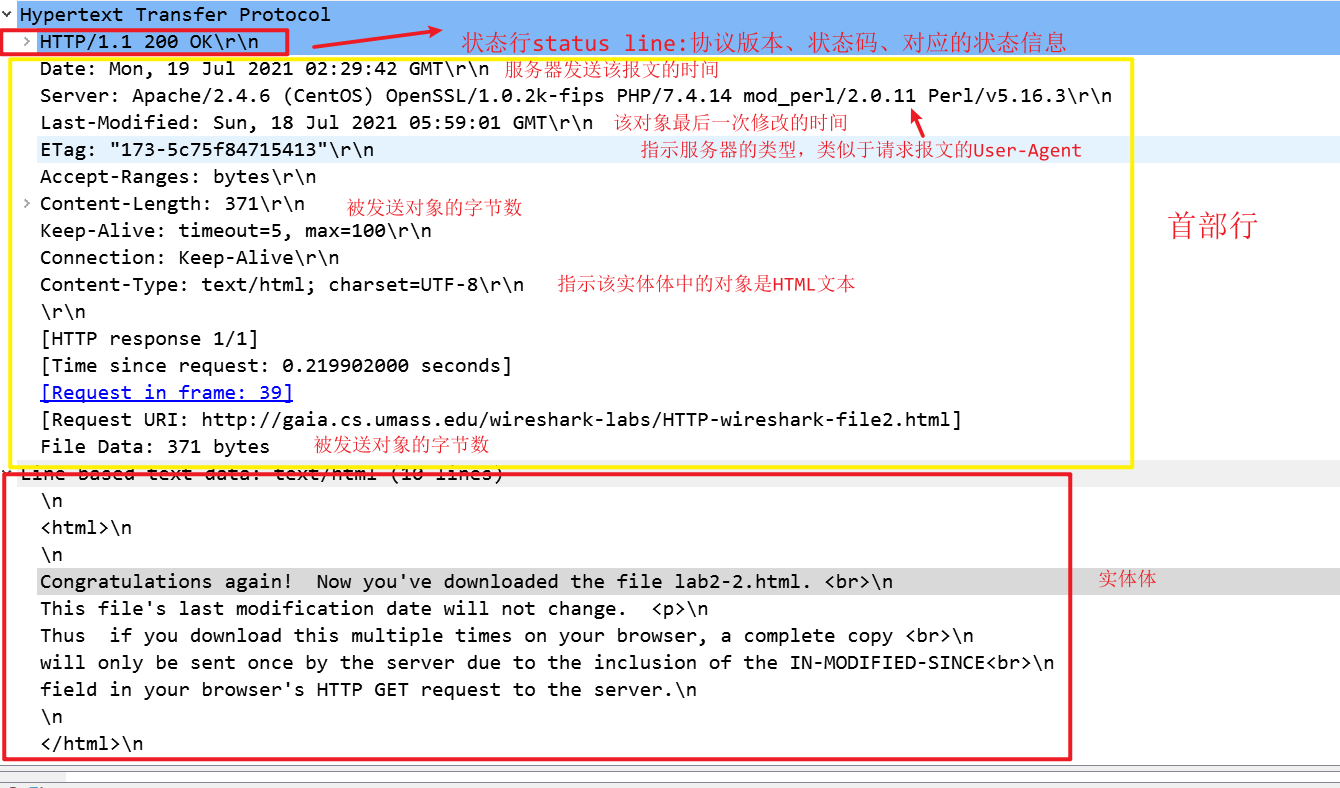 Hypertext Transfer Protocol
HTTP/1.1 200 OK\r\n
状态行status line:协议版本、状态码、对应的状态信息
Date: Mon, 19 Jul 2021 02:29:42 GMT\r\n 服务器发送该报文的时间
Server: Apache/2.4.6 (CentOS) OpenSSL/1.0.2k-fips PHP/7.4.14 mod_perl/2.0.11 Perl/v5.16.3\r\n
Last-Modified: Sun, 18 Jul 2021 05:59:01 GMT\r\n 该对象最后一次修改的时间
ETag: "173-5c75f84715413"\r\n 指示服务器的类型，类似于请求报文的User-Agent
Accept-Ranges: bytes\r\n
Content-Length: 371\r\n 被发送对象的字节数
首部行
Keep-Alive: timeout=5, max=100\r\n
Connection: Keep-Alive\r\n
Content-Type: text/html; charset=UTF-8\r\n 指示该实体体中的对象是HTML文本
\r\n
[HTTP response 1/1]
[Time since request: 0.219902000 seconds]
[Request in frame: 39]
[Request URI: http://gaia.cs.umass.edu/wireshark-labs/HTTP-wireshark-file2.html]
File Data: 371 bytes 被发送对象的字节数
Line-based text data: text/html (10 lines)
\n
<html>\n
\n
Congratulations again!  Now you've downloaded the file lab2-2.html. <br>\n 实体体
This file's last modification date will not change.  <p>\n
Thus  if you download this multiple times on your browser, a complete copy <br>\n
will only be sent once by the server due to the inclusion of the IN-MODIFIED-SINCE<br>\n
field in your browser's HTTP GET request to the server.\n
\n
</html>\n